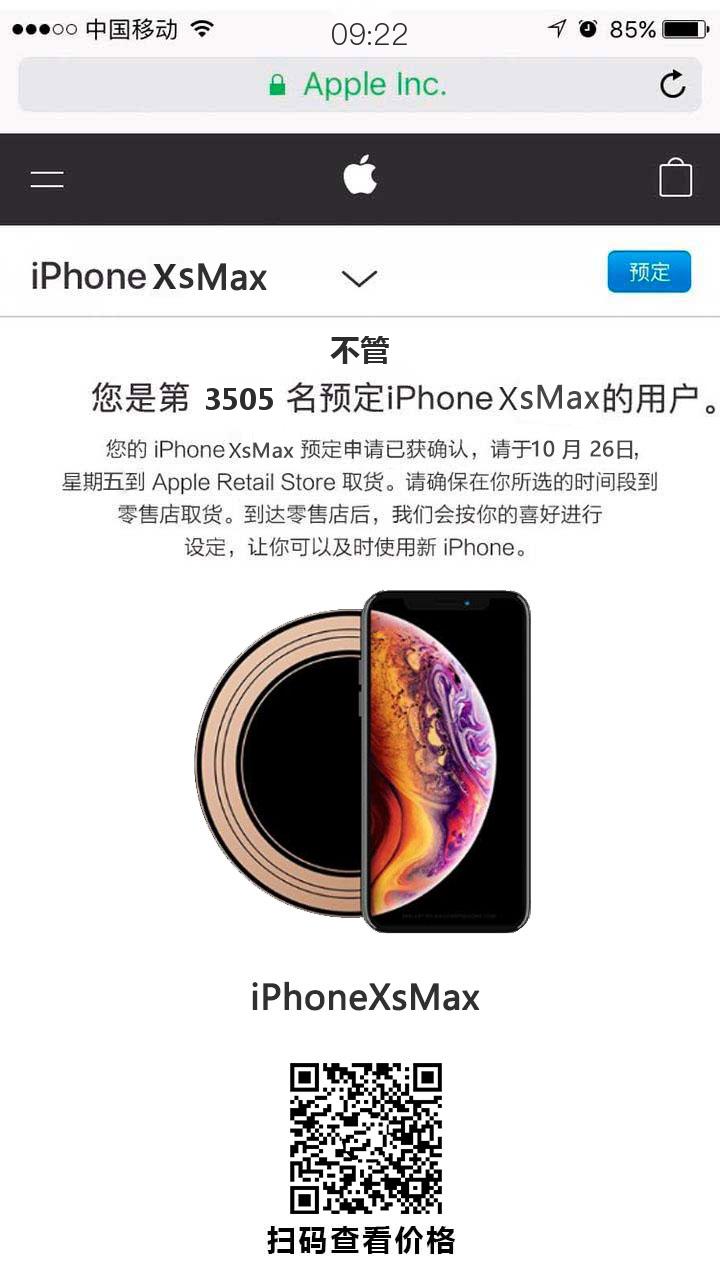 中国移动 09:22 85%
Apple Inc.
iPhone XsMax 预定
不管
您是第 3505 名预定iPhone XsMax的用户。
您的 iPhone XsMax 预定申请已获确认，请于10 月 26日,
星期五到 Apple Retail Store 取货。请确保在你所选的时间段到
零售店取货。到达零售店后，我们会按你的喜好进行
设定，让你可以及时使用新 iPhone。
iPhoneXsMax
扫码查看价格